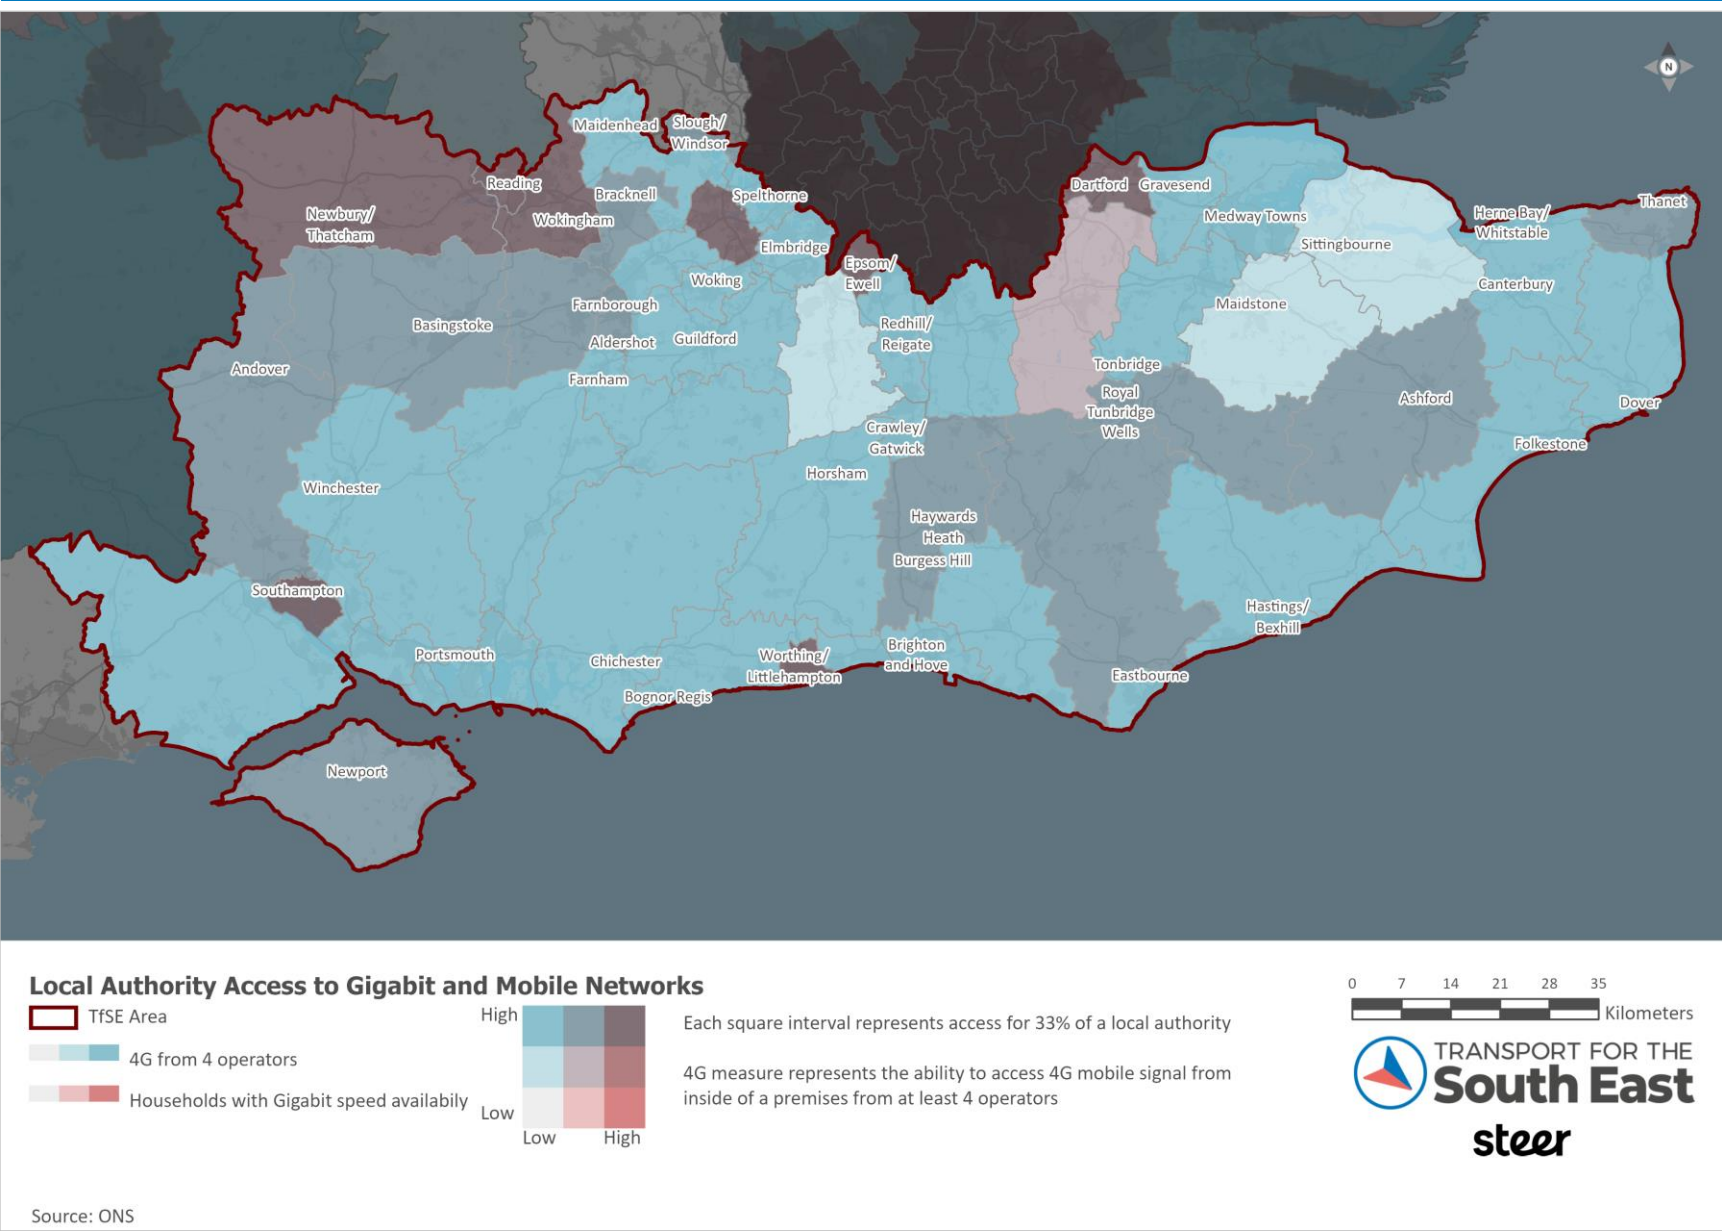 N
Maidenhead
Slough/
Windsor
Reading
Bracknell
Spelthorne
Dartford
Gravesend
Thanet
Newbury/
Thatcham
Wokingham
Medway Towns
Herne Bay/
Whitstable
Elmbridge
Sittingbourne
Epsom/
Ewell
Woking
Canterbury
Farnborough
Maidstone
Basingstoke
Redhill/
Reigate
Aldershot
Guildford
Andover
Farnham
Tonbridge
Royal
Tunbridge
Wells
Ashford
Dover
Crawley/
Gatwick
Folkestone
Horsham
Winchester
Haywards
Heath
Burgess Hill
Southampton
Hastings/
Bexhill
Portsmouth
Chichester
Worthing/
Littlehampton
Brighton
and Hove
Eastbourne
Bognor Regis
Newport
Local Authority Access to Gigabit and Mobile Networks
TfSE Area
4G from 4 operators
Households with Gigabit speed availabily
High
Low
Low High
Each square interval represents access for 33% of a local authority
4G measure represents the ability to access 4G mobile signal from
inside of a premises from at least 4 operators
0 7 14 21 28 35
Kilometers
TRANSPORT FOR THE
South East
steer
Source: ONS